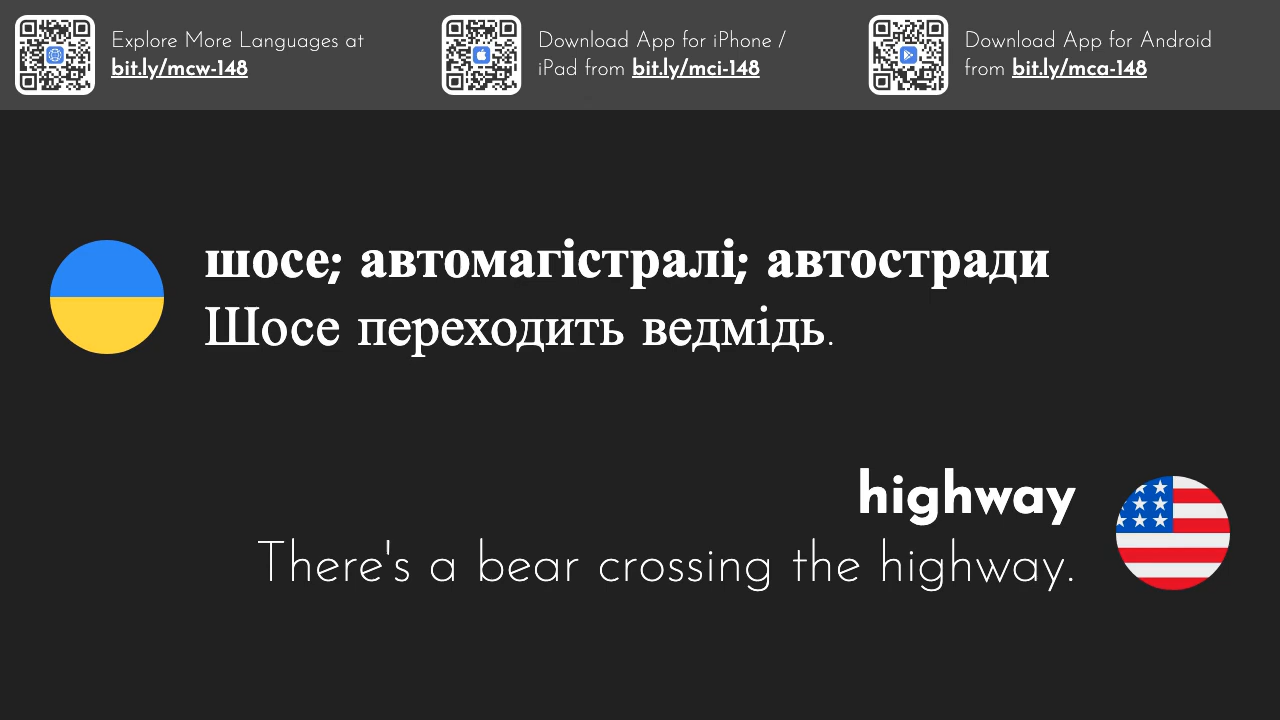 Explore More Languages at
bit.ly/mcw-148
Download App for iPhone /
iPad from bit.ly/mci-148
Download App for Android
from bit.ly/mca-148
шосе; автомагістралі; автостради
Шосе переходить ведмідь.
highway
There's a bear crossing the highway.